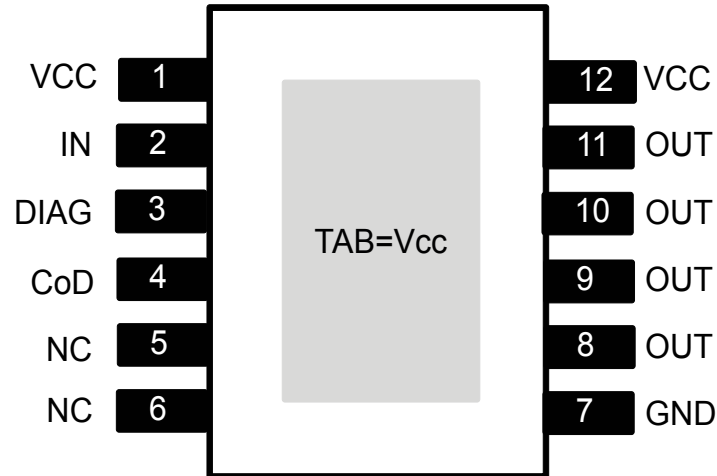 VCC 1 12 VCC
IN 2 11 OUT
DIAG 3 10 OUT
TAB=Vcc
CoD 4 9 OUT
NC 5 8 OUT
NC 6 7 GND